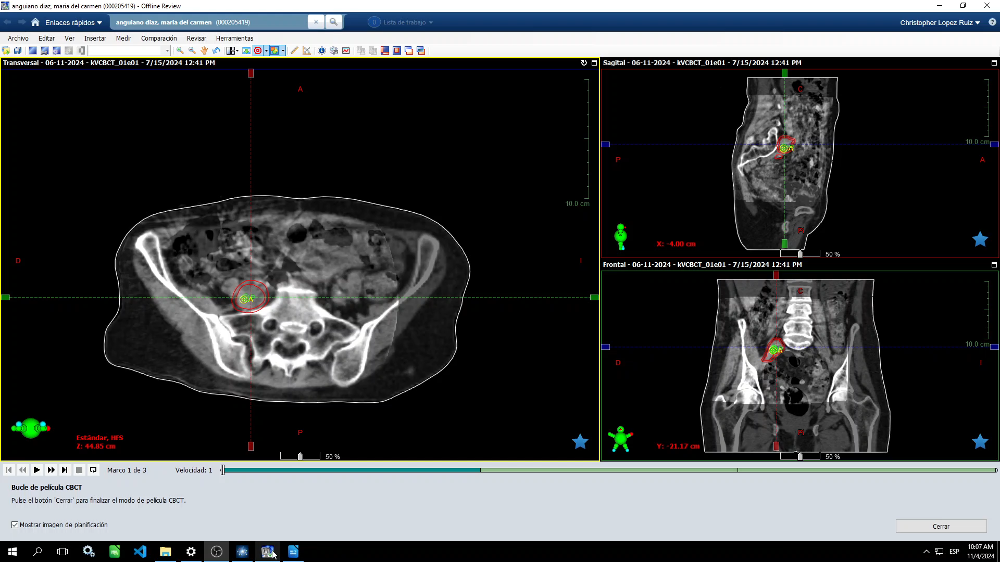 anguiano diaz, maria del carmen (000205419) - Offline Review
Enlaces rápidos
anguiano diaz, maria del carmen (000205419)
0 Lista de trabajo
Christopher Lopez Ruiz
Archivo Editar Ver Insertar Medir Comparación Revisar Herramientas
Transversal - 06-11-2024 - kVCBCT_01e01 - 7/15/2024 12:41 PM
A
10.0 cm
D
I
A
Estándar, HFS
Z: 44.85 cm
P
50 %
Sagital - 06-11-2024 - kVCBCT_01e01 - 7/15/2024 12:41 PM
C
10.0 cm
A
P
A
Pi
X: -4.00 cm
50 %
Frontal - 06-11-2024 - kVCBCT_01e01 - 7/15/2024 12:41 PM
C
10.0 cm
A
D
I
Pi
Y: -21.17 cm
50 %
Marco 1 de 3
Velocidad: 1
Bucle de película CBCT
Pulse el botón 'Cerrar' para finalizar el modo de película CBCT.
Mostrar imagen de planificación
Cerrar
ESP
10:07 AM
11/4/2024